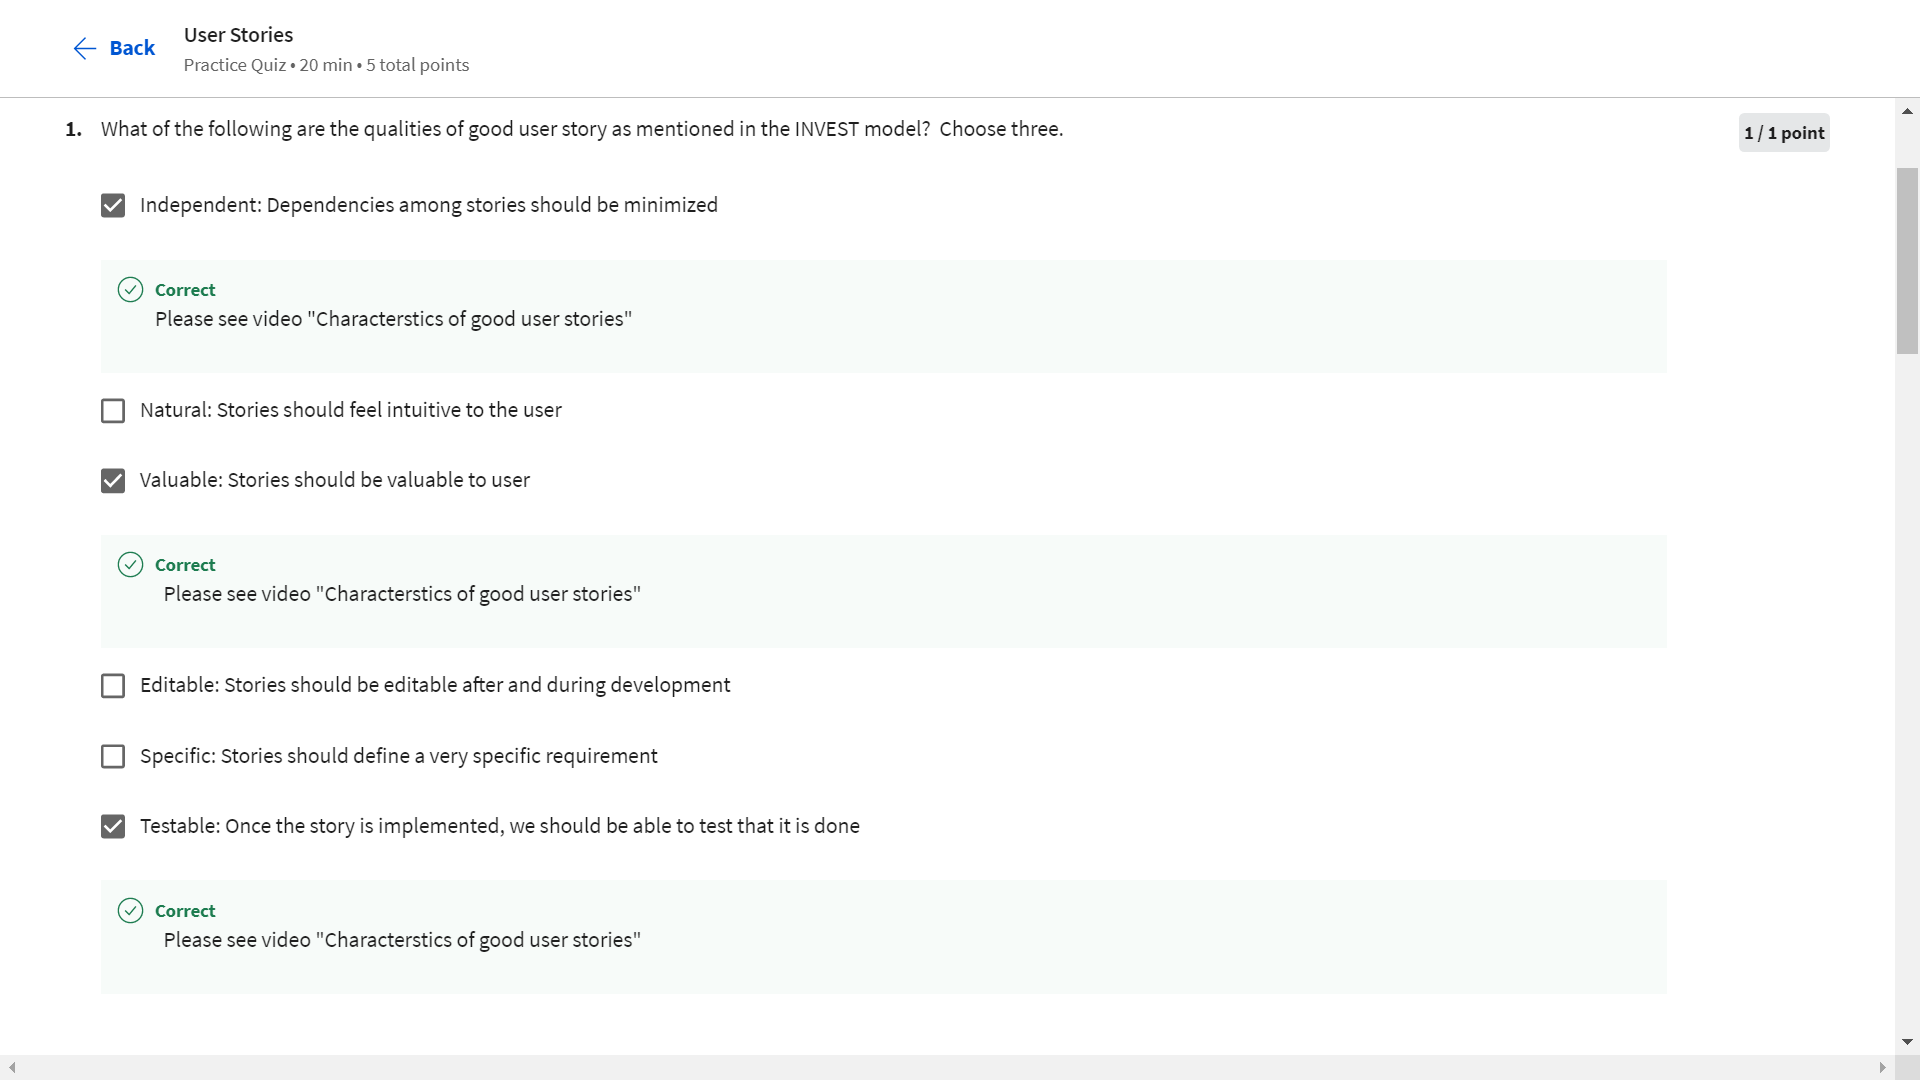 Back
User Stories
Practice Quiz • 20 min • 5 total points
1. What of the following are the qualities of good user story as mentioned in the INVEST model? Choose three.
1 / 1 point
Independent: Dependencies among stories should be minimized
Correct
Please see video "Characterstics of good user stories"
Natural: Stories should feel intuitive to the user
Valuable: Stories should be valuable to user
Correct
Please see video "Characterstics of good user stories"
Editable: Stories should be editable after and during development
Specific: Stories should define a very specific requirement
Testable: Once the story is implemented, we should be able to test that it is done
Correct
Please see video "Characterstics of good user stories"